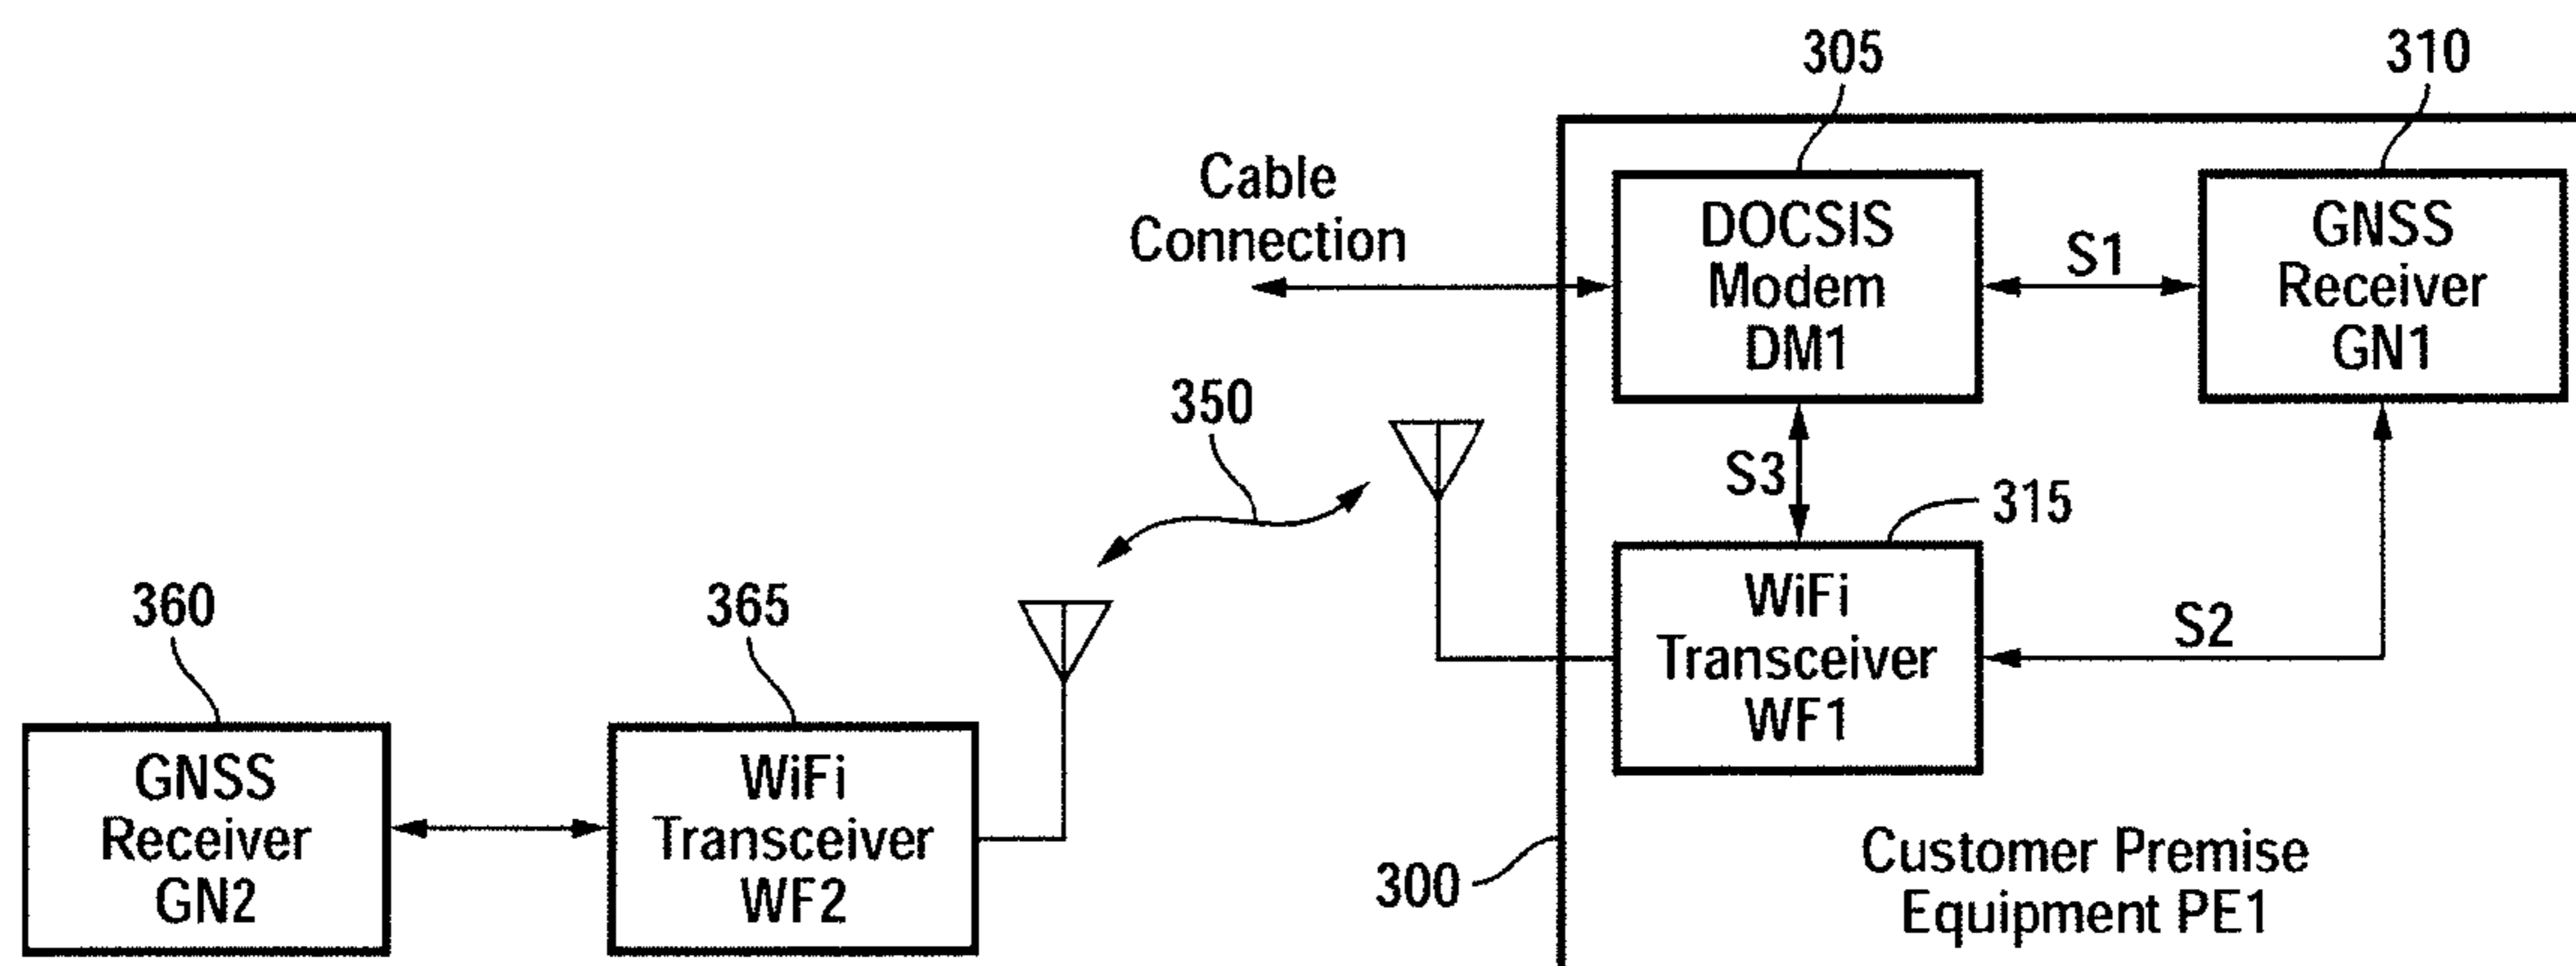 305
310
Cable
Connection
DOCSIS
Modem
DM1
S1
GNSS
Receiver
GN1
350
S3
315
WiFi
Transceiver
WF1
S2
360
365
GNSS
Receiver
GN2
WiFi
Transceiver
WF2
300
Customer Premise
Equipment PE1